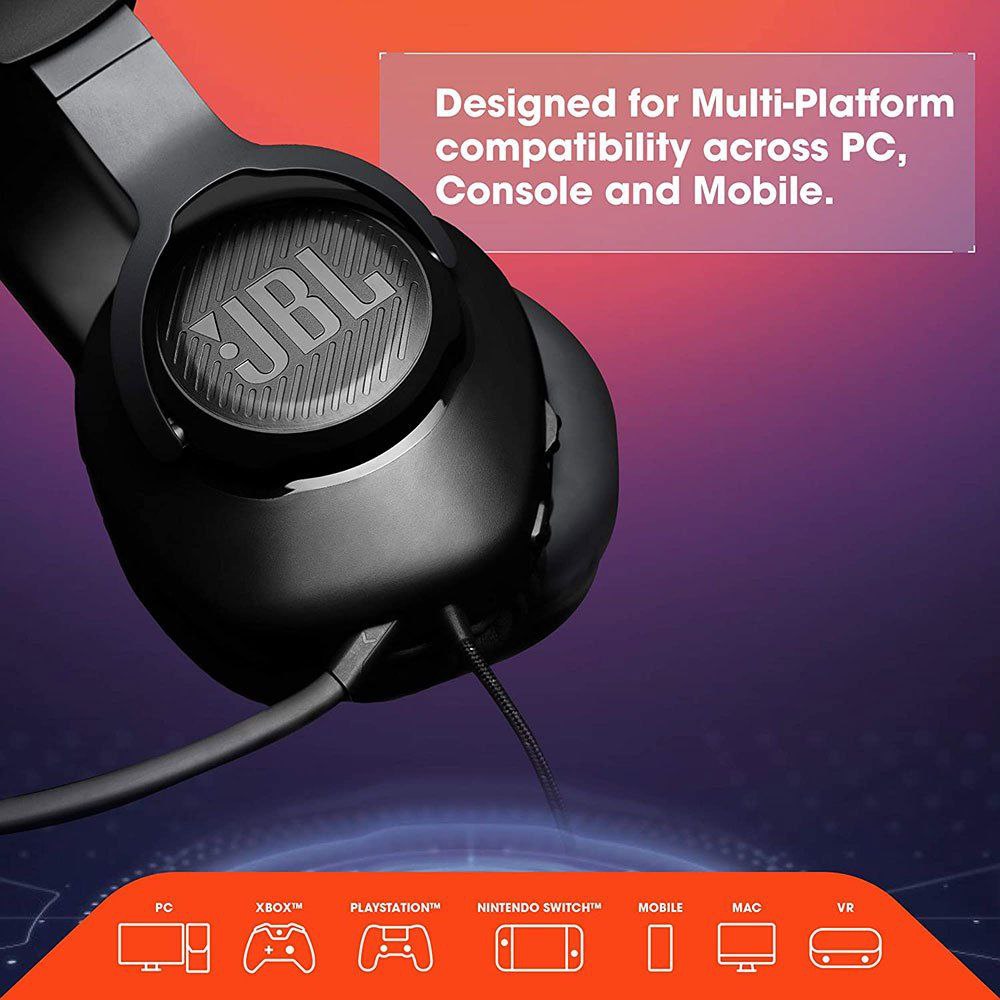 Designed for Multi-Platform
compatibility across PC,
Console and Mobile.
JBL
PC
XBOX™
PLAYSTATION™
NINTENDO SWITCH™
MOBILE
MAC
VR